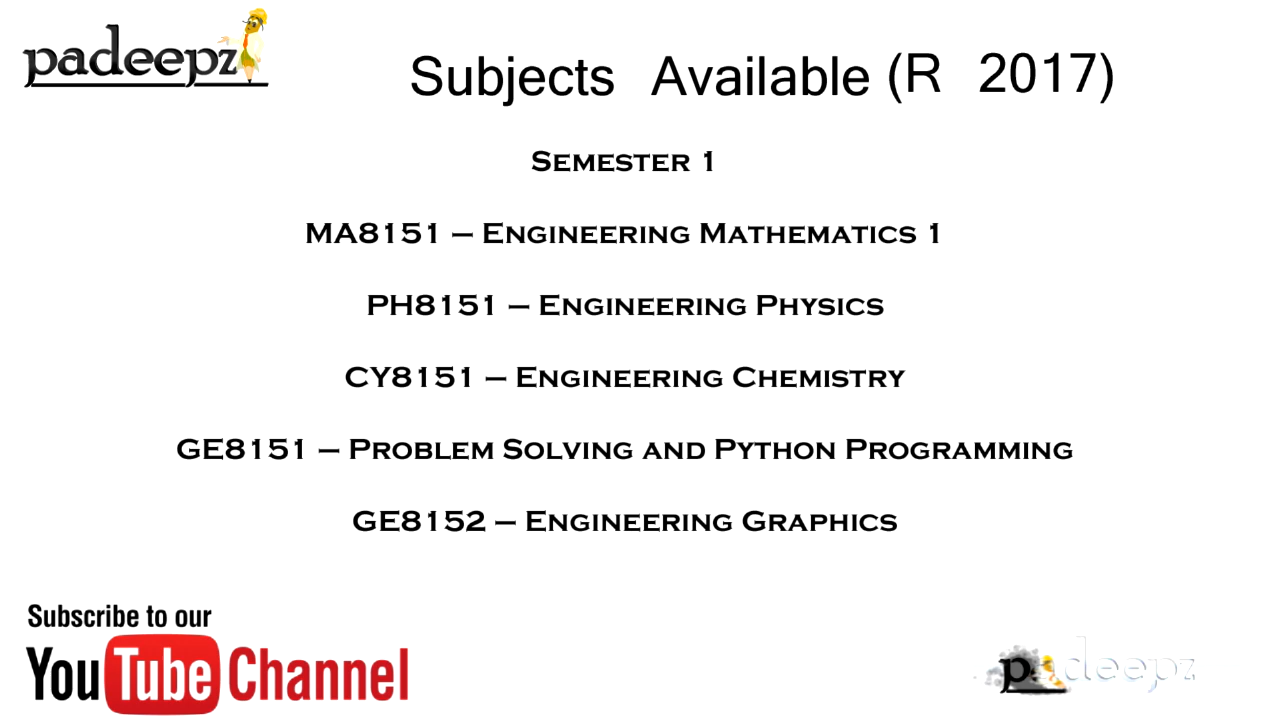 padeepz
Subjects Available (R 2017)
Semester 1
MA8151 – Engineering Mathematics 1
PH8151 – Engineering Physics
CY8151 – Engineering Chemistry
GE8151 – Problem Solving and Python Programming
GE8152 – Engineering Graphics
Subscribe to our
YouTube Channel
padeepz